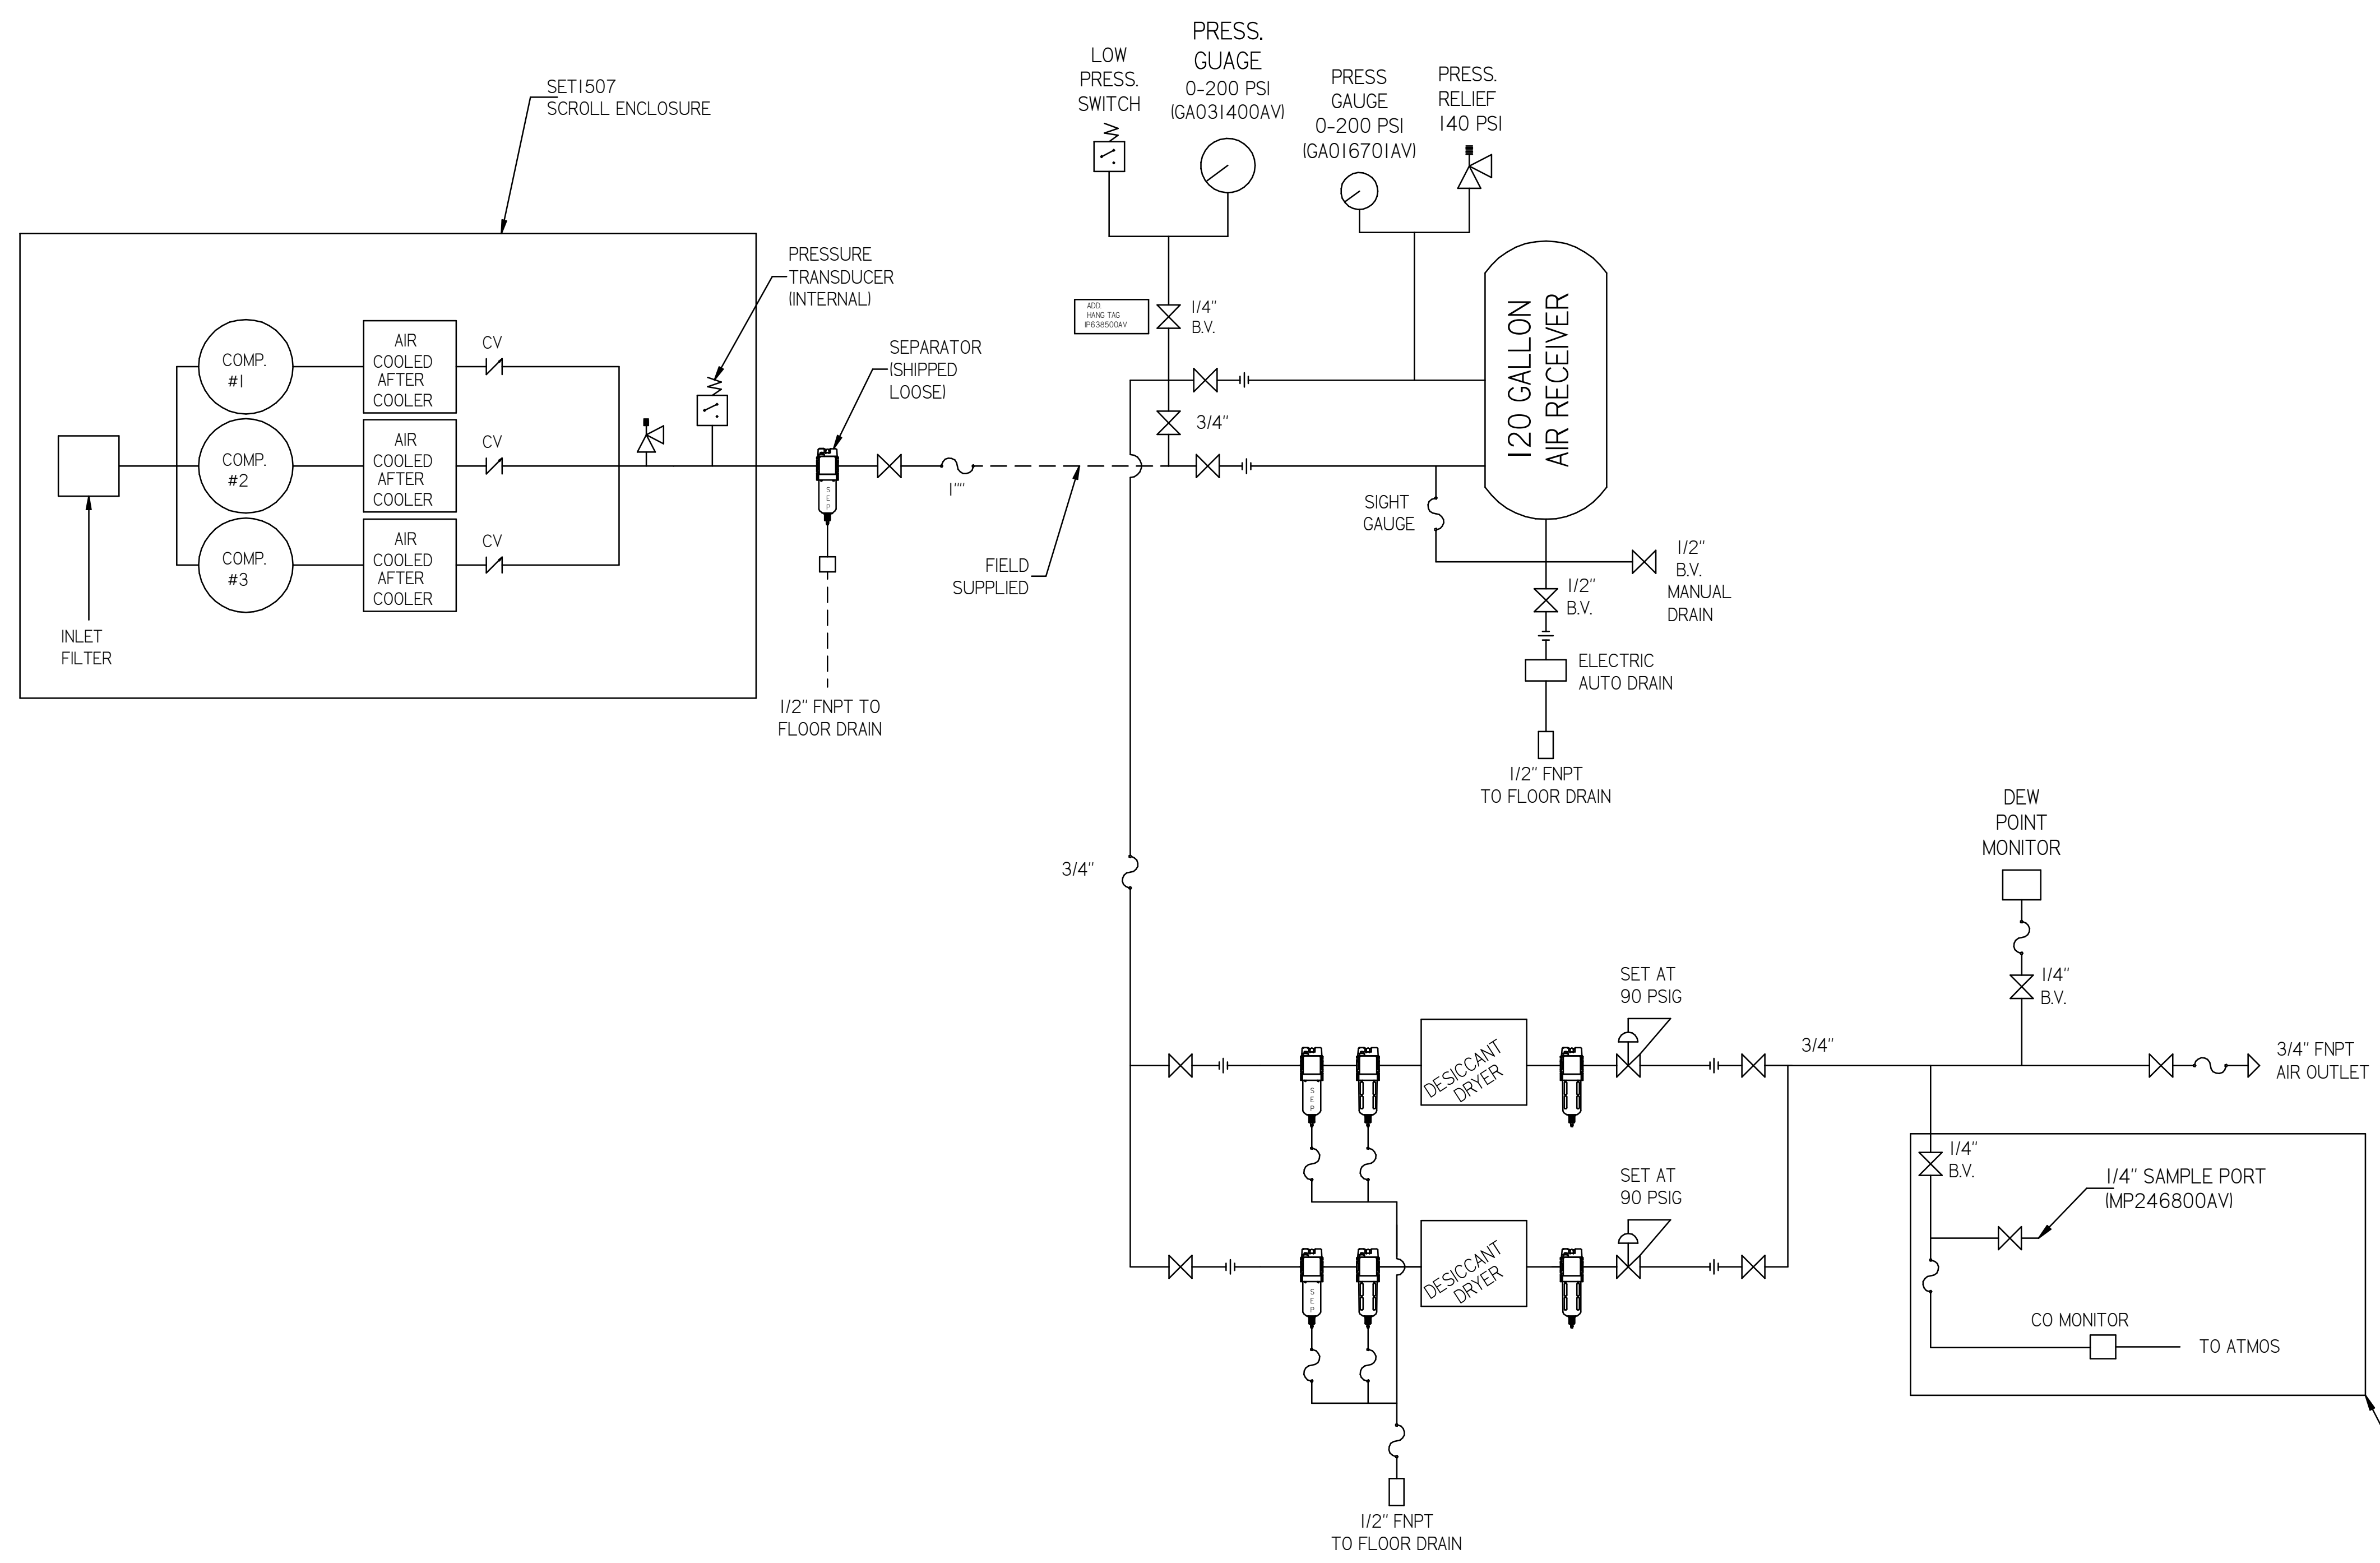 SET1507
SCROLL ENCLOSURE
LOW
PRESS.
SWITCH
PRESS.
GUAGE
0-200 PSI
(GA031400AV)
PRESS
GAUGE
0-200 PSI
(GA016701AV)
PRESS.
RELIEF
140 PSI
PRESSURE
TRANSDUCER
(INTERNAL)
ADD.
HANG TAG
IP638500AV
1/4"
B.V.
120 GALLON
AIR RECEIVER
COMP.
#1
AIR
COOLED
AFTER
COOLER
CV
COMP.
#2
AIR
COOLED
AFTER
COOLER
CV
COMP.
#3
AIR
COOLED
AFTER
COOLER
CV
INLET
FILTER
SEPARATOR
(SHIPPED
LOOSE)
S
E
P
1""
3/4"
FIELD
SUPPLIED
1/2" FNPT TO
FLOOR DRAIN
SIGHT
GAUGE
1/2"
B.V.
MANUAL
DRAIN
1/2"
B.V.
ELECTRIC
AUTO DRAIN
1/2" FNPT
TO FLOOR DRAIN
3/4"
DEW
POINT
MONITOR
1/4"
B.V.
SET AT
90 PSIG
S
E
P
DESICCANT
DRYER
3/4"
3/4" FNPT
AIR OUTLET
SET AT
90 PSIG
S
E
P
DESICCANT
DRYER
1/4"
B.V.
1/4" SAMPLE PORT
(MP246800AV)
CO MONITOR
TO ATMOS
1/2" FNPT
TO FLOOR DRAIN